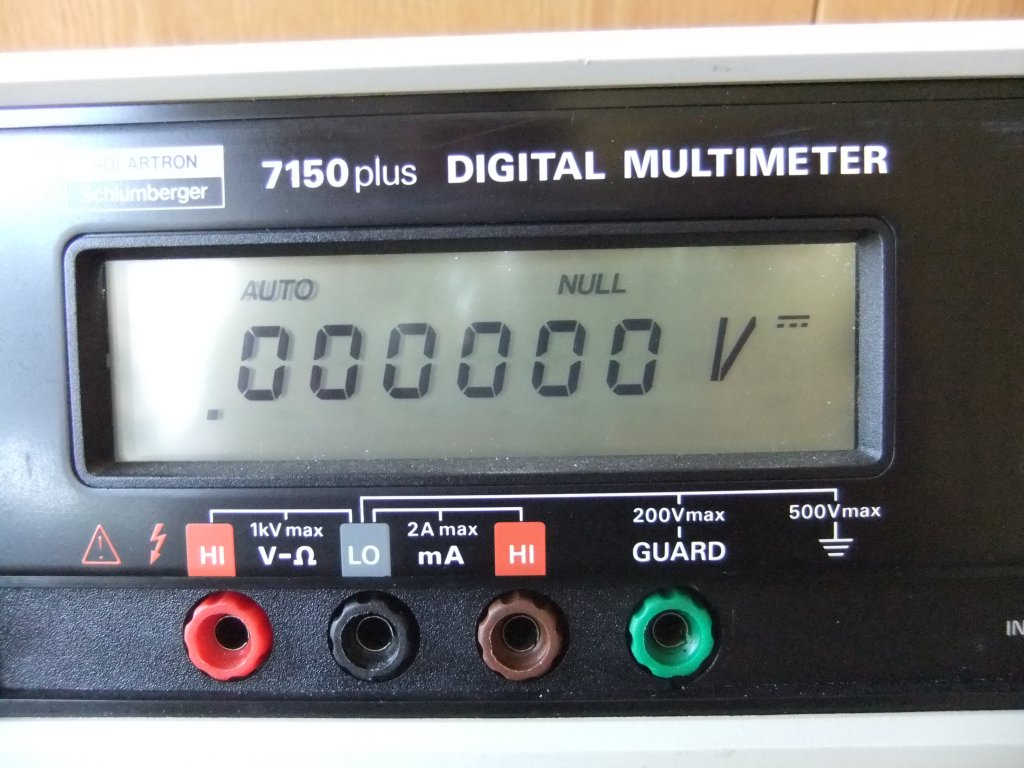 SOLARTRON
Schlumberger
7150 plus DIGITAL MULTIMETER
AUTO NULL
.000000 V
1kV max 2A max 200Vmax 500Vmax
HI V-Ω LO mA HI GUARD
IN